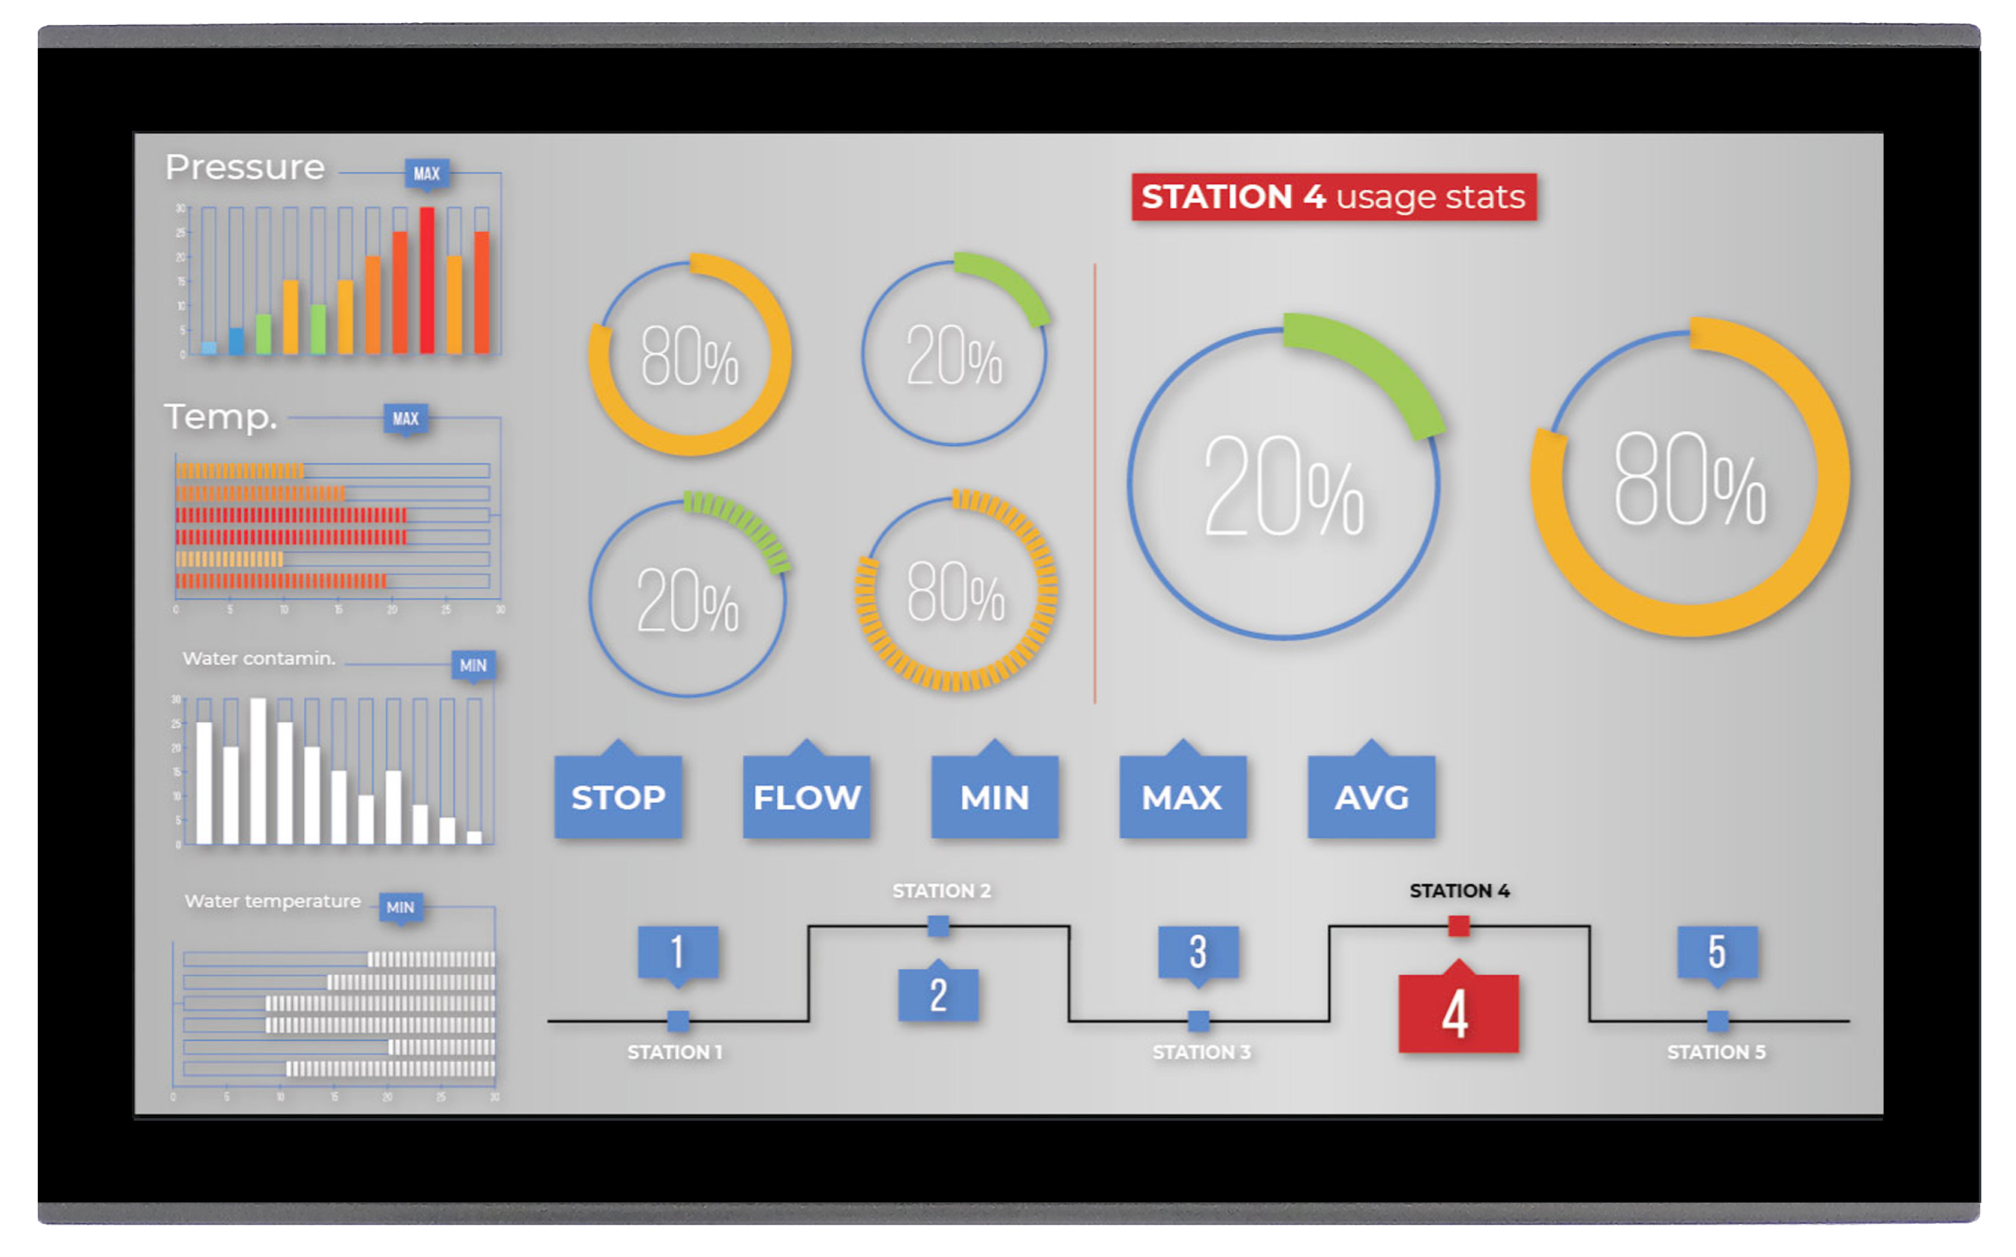 Pressure
MAX
30
25
20
15
10
5
0
Temp.
MAX
0 5 10 15 20 25 30
Water contamin.
MIN
30
25
20
15
10
5
0
Water temperature
MIN
0 5 10 15 20 25 30
80%
20%
20%
80%
STATION 4 usage stats
20%
80%
STOP
FLOW
MIN
MAX
AVG
STATION 2
STATION 4
1
3
5
2
4
STATION 1
STATION 3
STATION 5